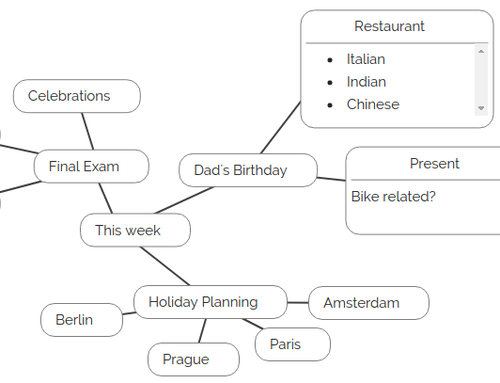 Restaurant
• Italian
• Indian
• Chinese
Celebrations
Final Exam
Dad's Birthday
Present
Bike related?
This week
Holiday Planning
Amsterdam
Berlin
Paris
Prague